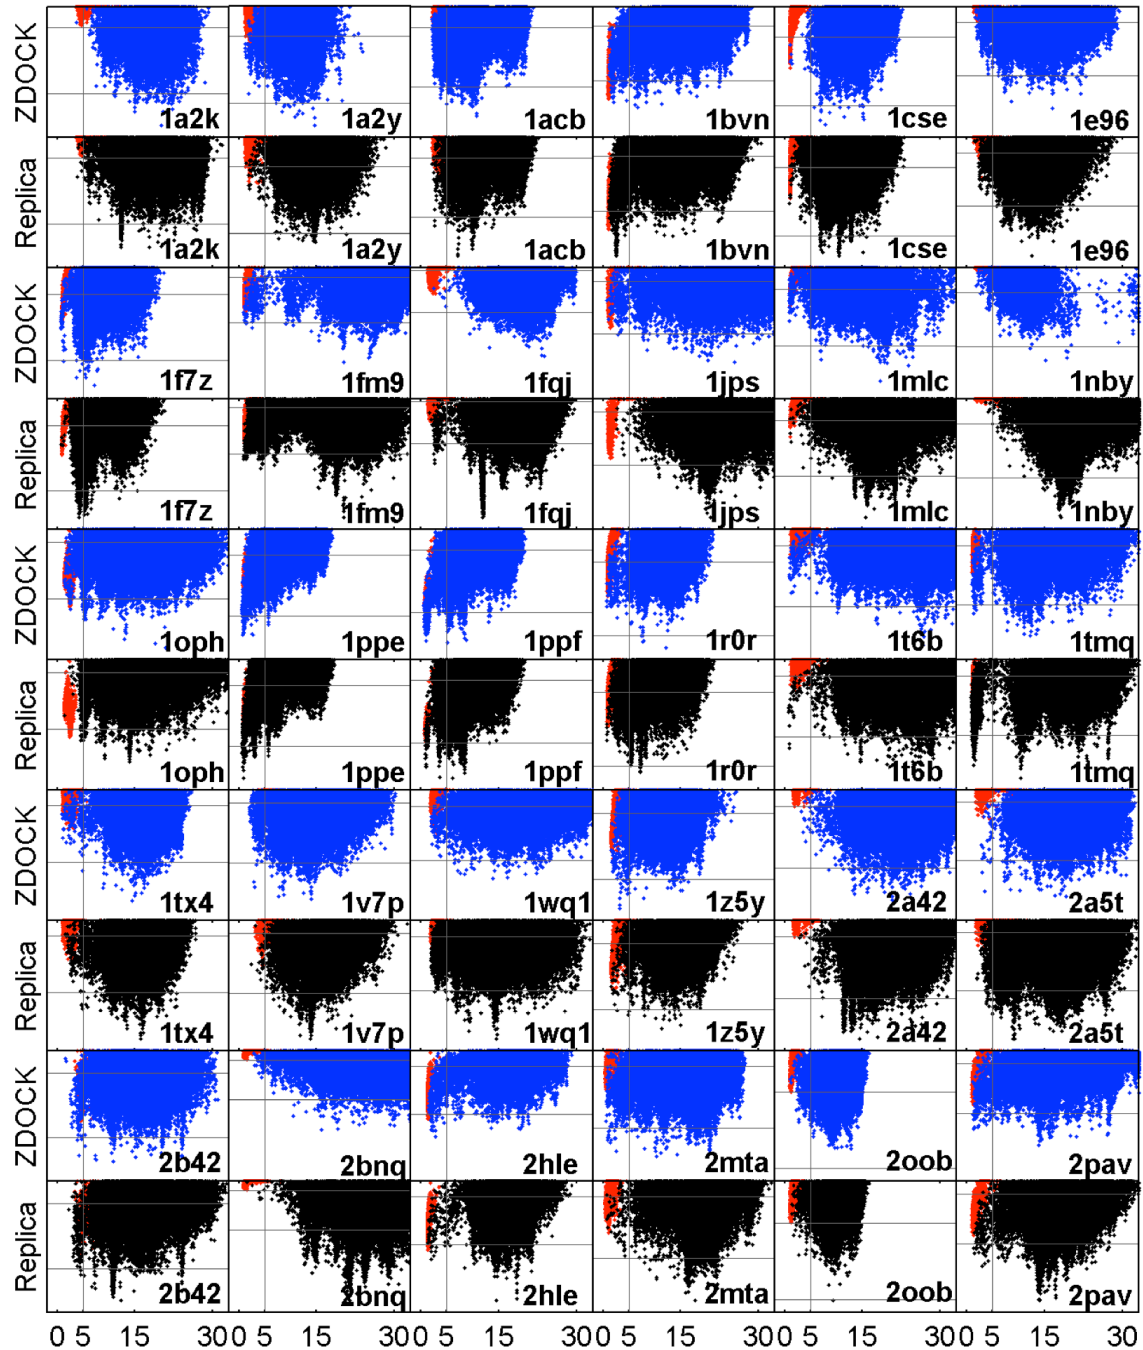 ZDOCK 1a2k 1a2y 1acb 1bvn 1cse 1e96
Replica 1a2k 1a2y 1acb 1bvn 1cse 1e96
ZDOCK 1f7z 1fm9 1fqj 1jps 1mlc 1nby
Replica 1f7z 1fm9 1fqj 1jps 1mlc 1nby
ZDOCK 1oph 1ppe 1ppf 1r0r 1t6b 1tmq
Replica 1oph 1ppe 1ppf 1r0r 1t6b 1tmq
ZDOCK 1tx4 1v7p 1wq1 1z5y 2a42 2a5t
Replica 1tx4 1v7p 1wq1 1z5y 2a42 2a5t
ZDOCK 2b42 2bnq 2hle 2mta 2oob 2pav
Replica 2b42 2bnq 2hle 2mta 2oob 2pav
0 5 15 30 5 15 30 0 5 15 30 0 5 15 30 0 5 15 30 0 5 15 30